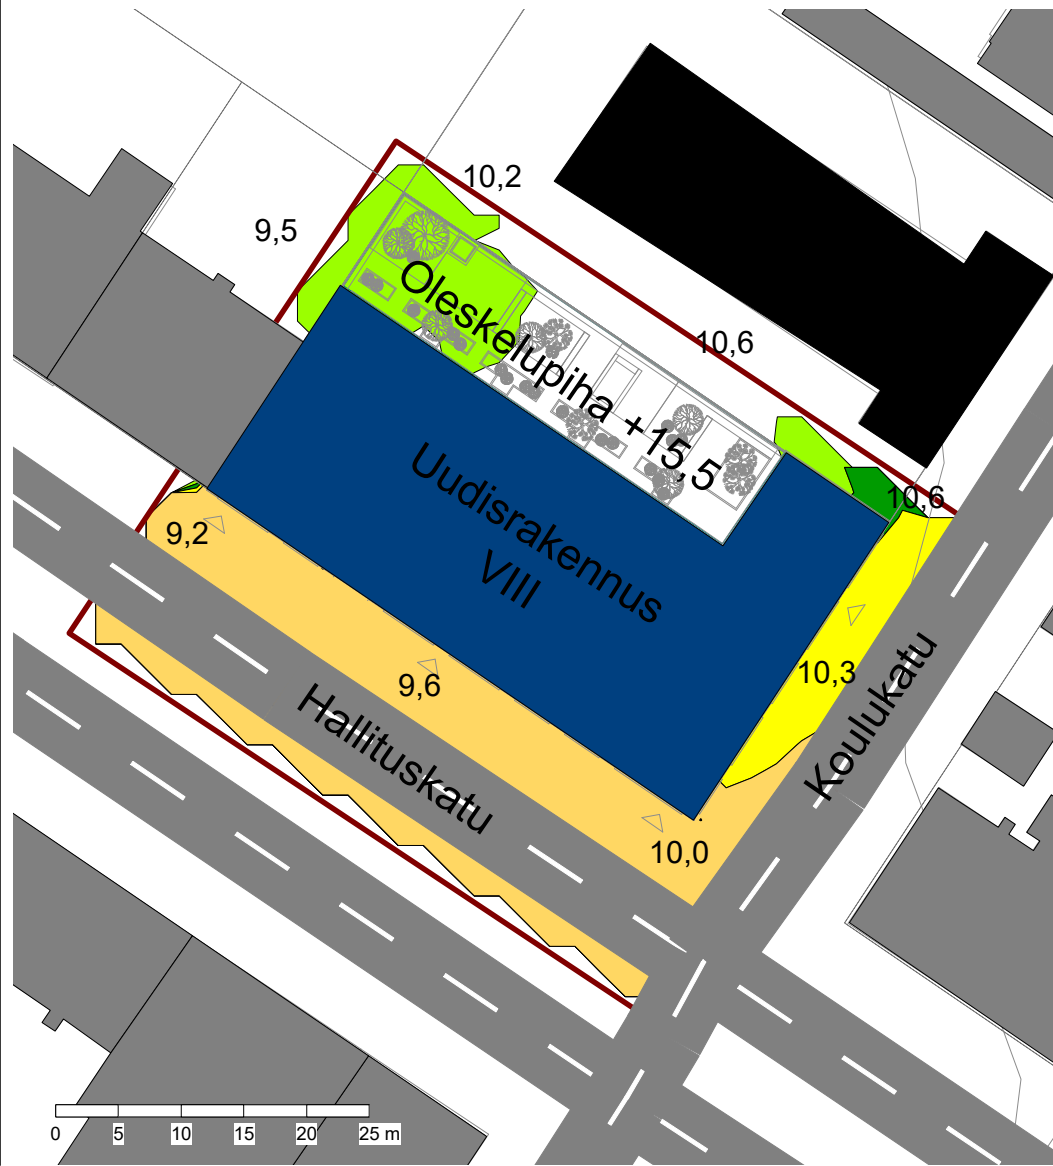 10,2
9,5
Oleskelupiha +15,5
10,6
Uudisrakennus
VIII
10,6
9,2
10,3
9,6
Hallituskatu
Koulukatu
10,0
0 5 10 15 20 25 m